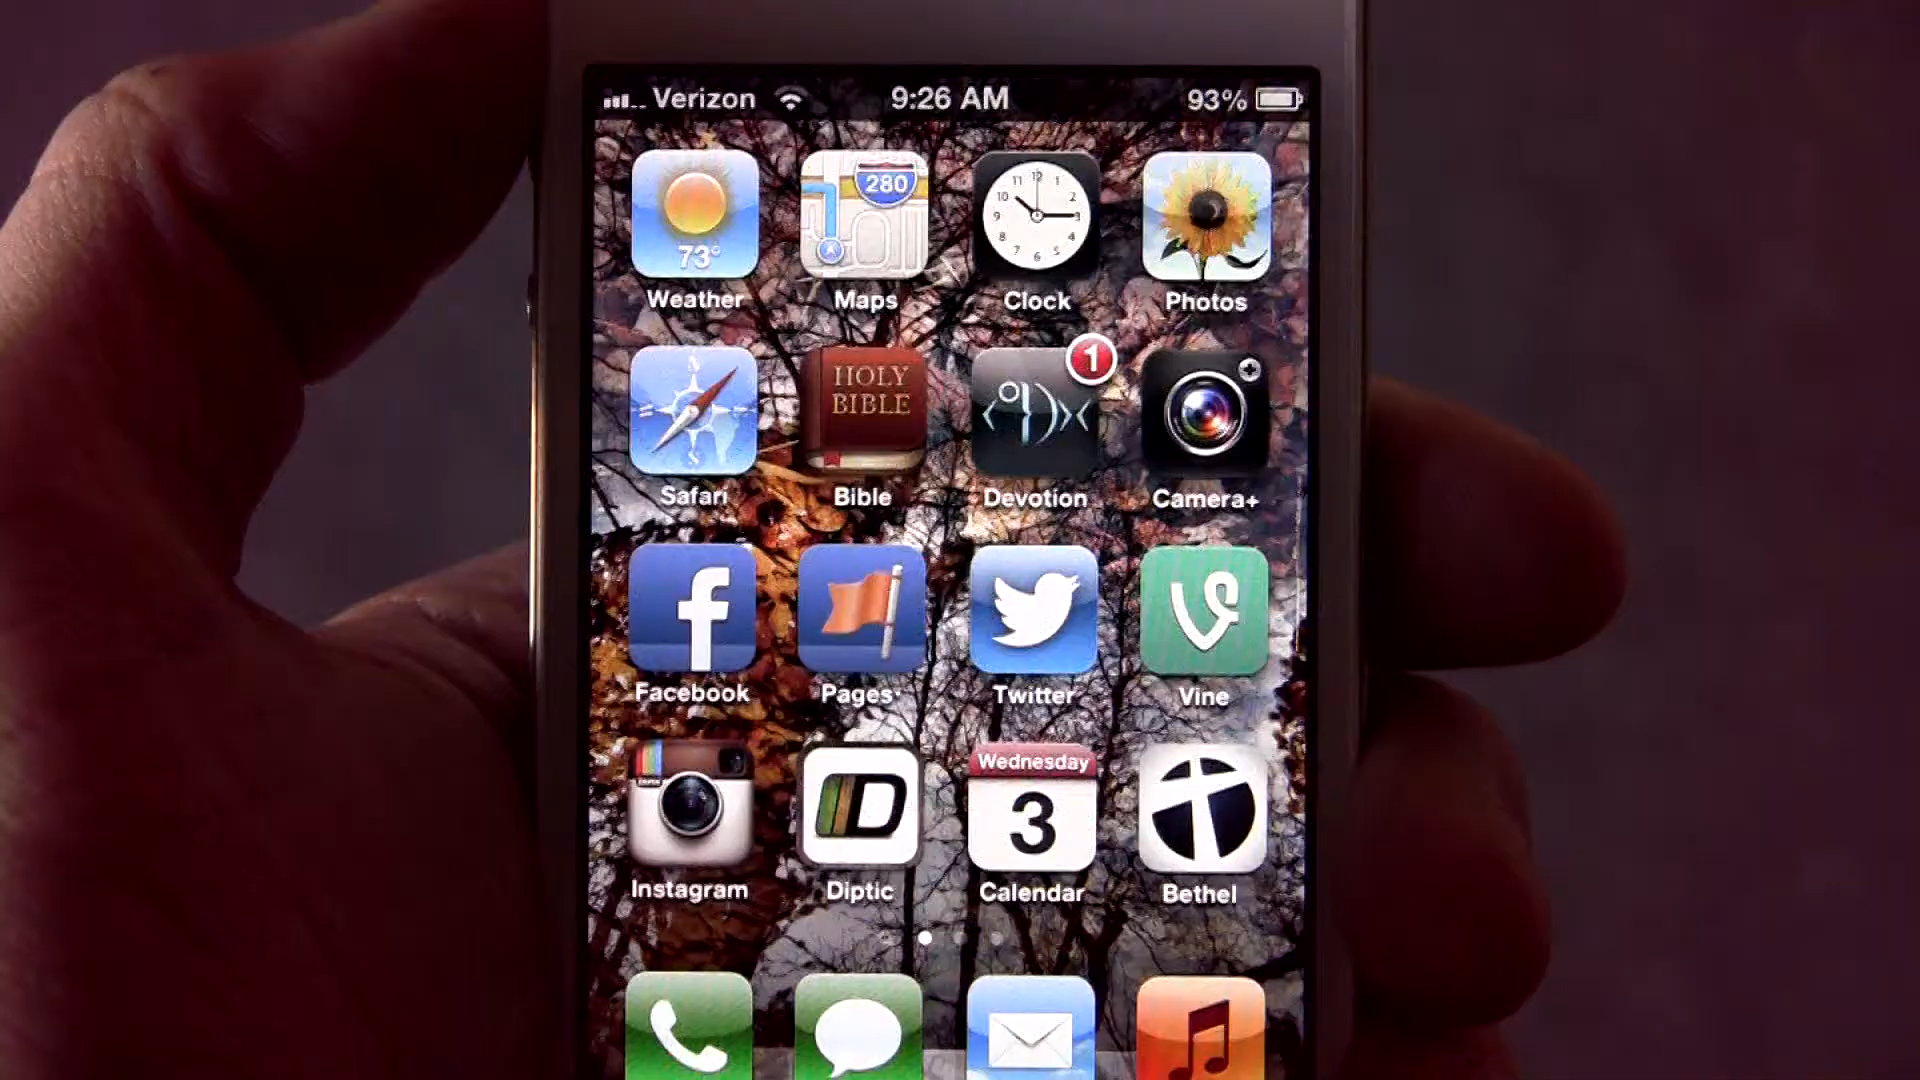 Verizon 9:26 AM 93%
73°
280
Weather Maps Clock Photos
HOLY
BIBLE
1
Safari Bible Devotion Camera+
Facebook Pages Twitter Vine
Wednesday
3
D
Instagram Diptic Calendar Bethel